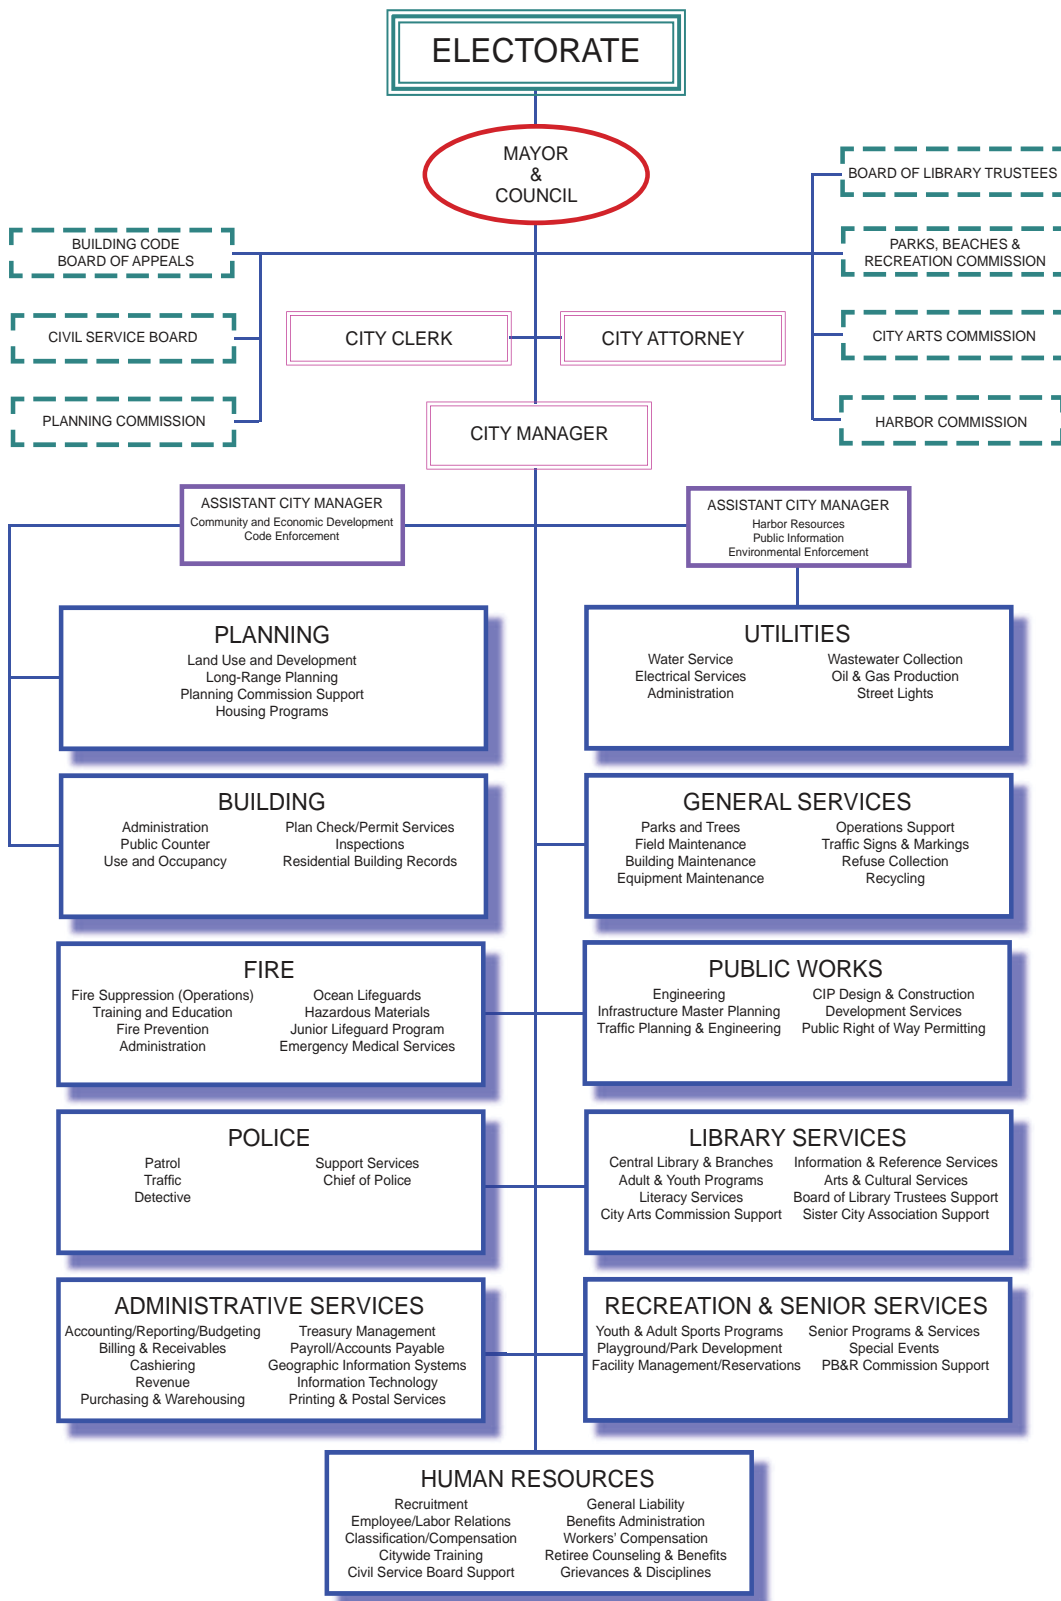 ELECTORATE
MAYOR
&
COUNCIL
BOARD OF LIBRARY TRUSTEES
BUILDING CODE
BOARD OF APPEALS
PARKS, BEACHES &
RECREATION COMMISSION
CIVIL SERVICE BOARD
CITY CLERK
CITY ATTORNEY
CITY ARTS COMMISSION
PLANNING COMMISSION
CITY MANAGER
HARBOR COMMISSION
ASSISTANT CITY MANAGER
Community and Economic Development
Code Enforcement
ASSISTANT CITY MANAGER
Harbor Resources
Public Information
Environmental Enforcement
PLANNING
Land Use and Development
Long-Range Planning
Planning Commission Support
Housing Programs
UTILITIES
Water Service
Electrical Services
Administration
Wastewater Collection
Oil & Gas Production
Street Lights
BUILDING
Administration
Public Counter
Use and Occupancy
Plan Check/Permit Services
Inspections
Residential Building Records
GENERAL SERVICES
Parks and Trees
Field Maintenance
Building Maintenance
Equipment Maintenance
Operations Support
Traffic Signs & Markings
Refuse Collection
Recycling
FIRE
Fire Suppression (Operations)
Training and Education
Fire Prevention
Administration
Ocean Lifeguards
Hazardous Materials
Junior Lifeguard Program
Emergency Medical Services
PUBLIC WORKS
Engineering
Infrastructure Master Planning
Traffic Planning & Engineering
CIP Design & Construction
Development Services
Public Right of Way Permitting
POLICE
Patrol
Traffic
Detective
Support Services
Chief of Police
LIBRARY SERVICES
Central Library & Branches
Adult & Youth Programs
Literacy Services
City Arts Commission Support
Information & Reference Services
Arts & Cultural Services
Board of Library Trustees Support
Sister City Association Support
ADMINISTRATIVE SERVICES
Accounting/Reporting/Budgeting
Billing & Receivables
Cashiering
Revenue
Purchasing & Warehousing
Treasury Management
Payroll/Accounts Payable
Geographic Information Systems
Information Technology
Printing & Postal Services
RECREATION & SENIOR SERVICES
Youth & Adult Sports Programs
Playground/Park Development
Facility Management/Reservations
Senior Programs & Services
Special Events
PB&R Commission Support
HUMAN RESOURCES
Recruitment
Employee/Labor Relations
Classification/Compensation
Citywide Training
Civil Service Board Support
General Liability
Benefits Administration
Workers' Compensation
Retiree Counseling & Benefits
Grievances & Disciplines